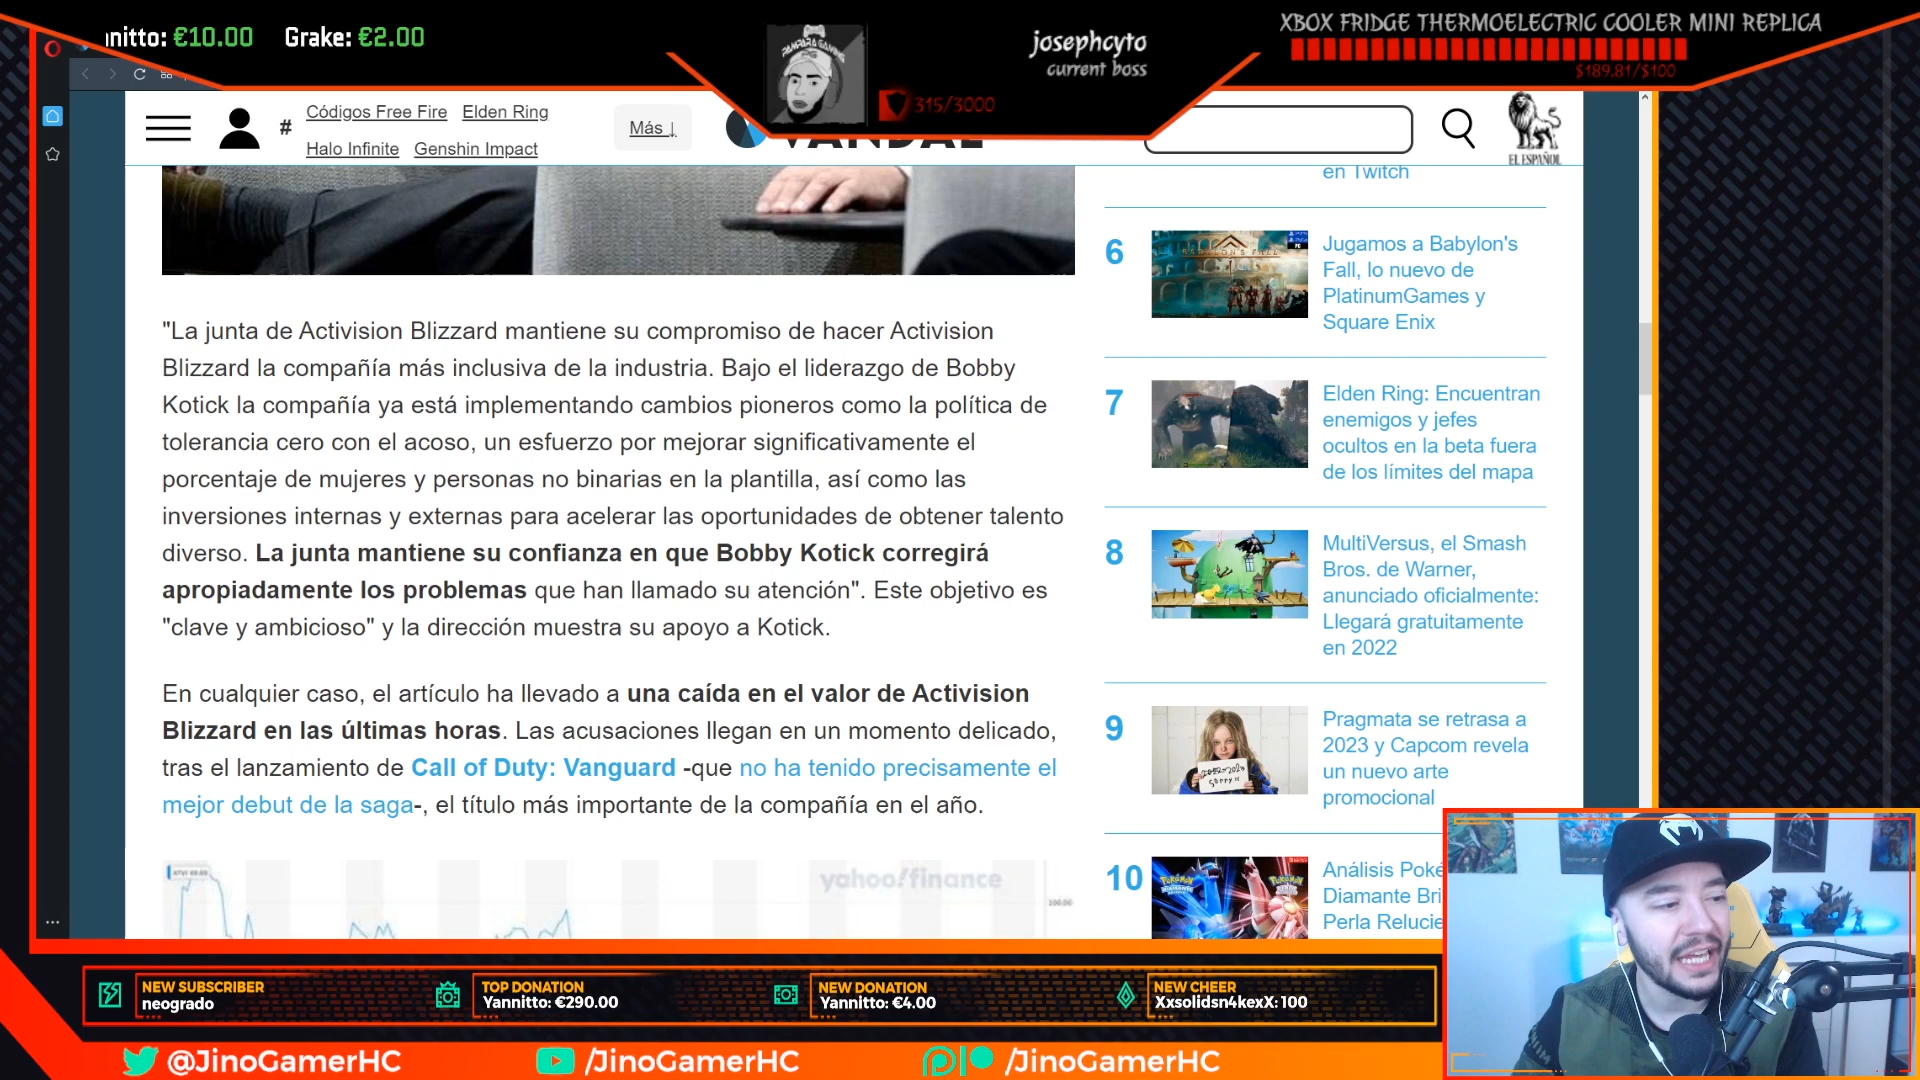 nnitto: €10.00 Grake: €2.00
PAMPARA GAMING
josephcyto
current boss
315/3000
XBOX FRIDGE THERMOELECTRIC COOLER MINI REPLICA
$189.81/$100
# Códigos Free Fire Elden Ring
Halo Infinite Genshin Impact
Más ↓
VANDAL
EL ESPAÑOL
"La junta de Activision Blizzard mantiene su compromiso de hacer Activision
Blizzard la compañía más inclusiva de la industria. Bajo el liderazgo de Bobby
Kotick la compañía ya está implementando cambios pioneros como la política de
tolerancia cero con el acoso, un esfuerzo por mejorar significativamente el
porcentaje de mujeres y personas no binarias en la plantilla, así como las
inversiones internas y externas para acelerar las oportunidades de obtener talento
diverso. La junta mantiene su confianza en que Bobby Kotick corregirá
apropiadamente los problemas que han llamado su atención". Este objetivo es
"clave y ambicioso" y la dirección muestra su apoyo a Kotick.
En cualquier caso, el artículo ha llevado a una caída en el valor de Activision
Blizzard en las últimas horas. Las acusaciones llegan en un momento delicado,
tras el lanzamiento de Call of Duty: Vanguard -que no ha tenido precisamente el
mejor debut de la saga-, el título más importante de la compañía en el año.
yahoo!finance
100.00
en Twitch
6
BABYLON'S FALL
Jugamos a Babylon's
Fall, lo nuevo de
PlatinumGames y
Square Enix
7
Elden Ring: Encuentran
enemigos y jefes
ocultos en la beta fuera
de los límites del mapa
8
MultiVersus, el Smash
Bros. de Warner,
anunciado oficialmente:
Llegará gratuitamente
en 2022
9
Pragmata se retrasa a
2023 y Capcom revela
un nuevo arte
promocional
10
Análisis Poké
Diamante Bri
Perla Relucie
NEW SUBSCRIBER
neogrado
TOP DONATION
Yannitto: €290.00
NEW DONATION
Yannitto: €4.00
NEW CHEER
Xxsolidsn4kexX: 100
@JinoGamerHC
/JinoGamerHC
/JinoGamerHC